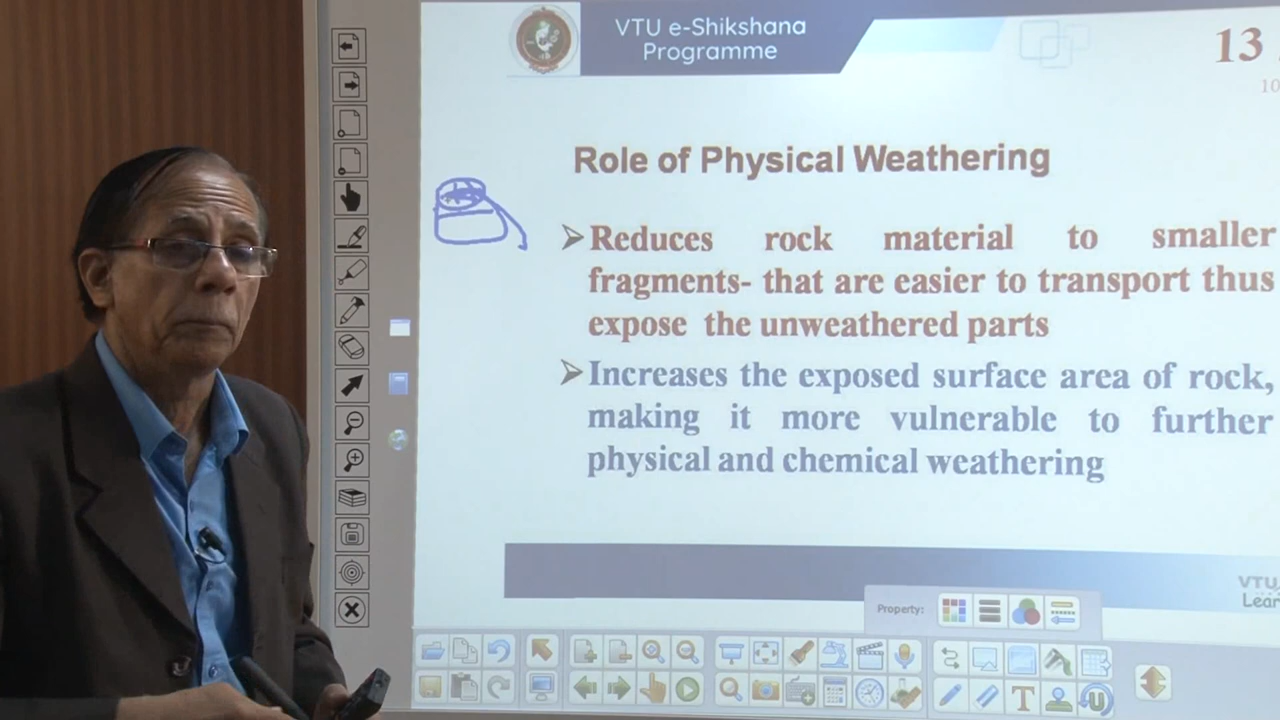 VTU e-Shikshana
Programme
13
10
Role of Physical Weathering
➢Reduces rock material to smaller
fragments- that are easier to transport thus
expose the unweathered parts
➢Increases the exposed surface area of rock,
making it more vulnerable to further
physical and chemical weathering
VTU
Lear
Property: